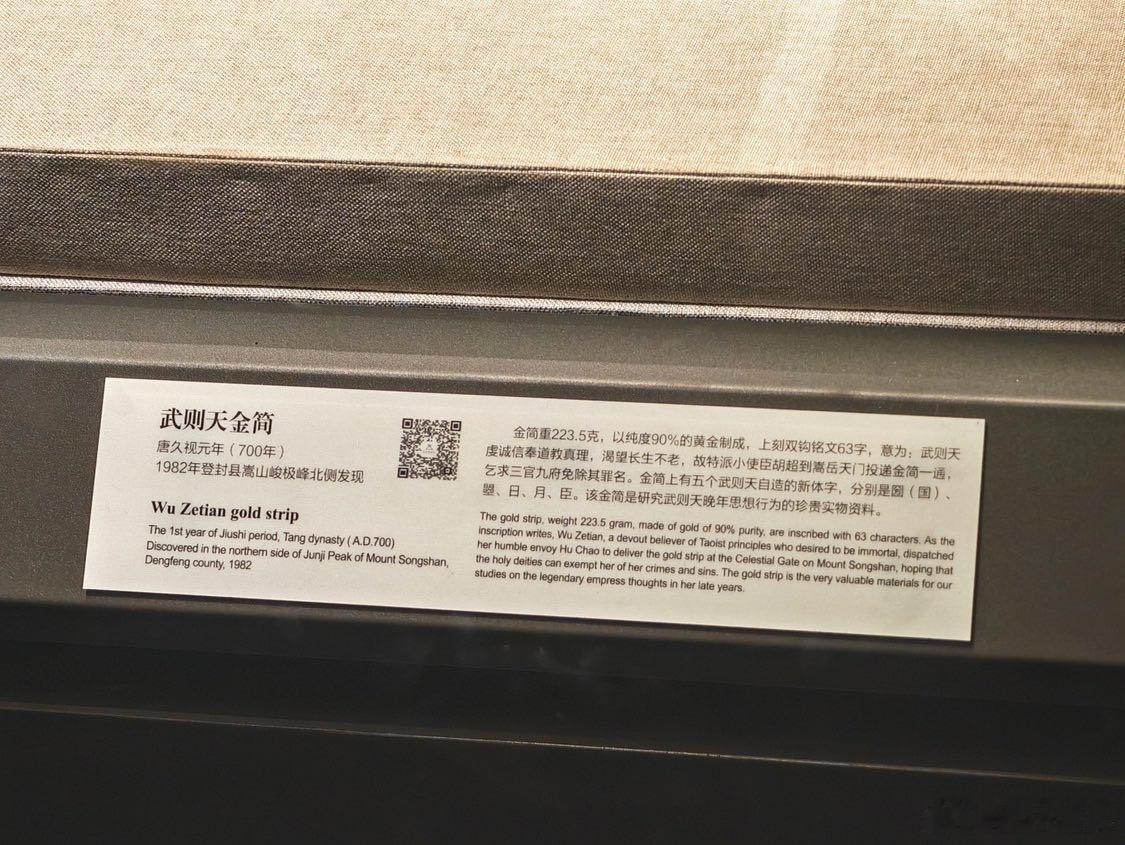 武则天金简
唐久视元年（700年）
1982年登封县嵩山峻极峰北侧发现
Wu Zetian gold strip
The 1st year of Jiushi period, Tang dynasty ( A.D.700)
Discovered in the northern side of Junji Peak of Mount Songshan,
Dengfeng county, 1982
金简重223.5克，以纯度90%的黄金制成，上刻双钩铭文63字，意为：武则天
虔诚信奉道教真理，渴望长生不老，故特派小使臣胡超到嵩岳天门投递金简一通，
乞求三官九府免除其罪名。金简上有五个武则天自造的新体字，分别是圀（国）、
曌、日、月、臣。该金简是研究武则天晚年思想行为的珍贵实物资料。
The gold strip, weight 223.5 gram, made of gold of 90% purity, are inscribed with 63 characters. As the
inscription writes, Wu Zetian, a devout believer of Taoist principles who desired to be immortal, dispatched
her humble envoy Hu Chao to deliver the gold strip at the Celestial Gate on Mount Songshan, hoping that
the holy deities can exempt her of her crimes and sins. The gold strip is the very valuable materials for our
studies on the legendary empress thoughts in her late years.